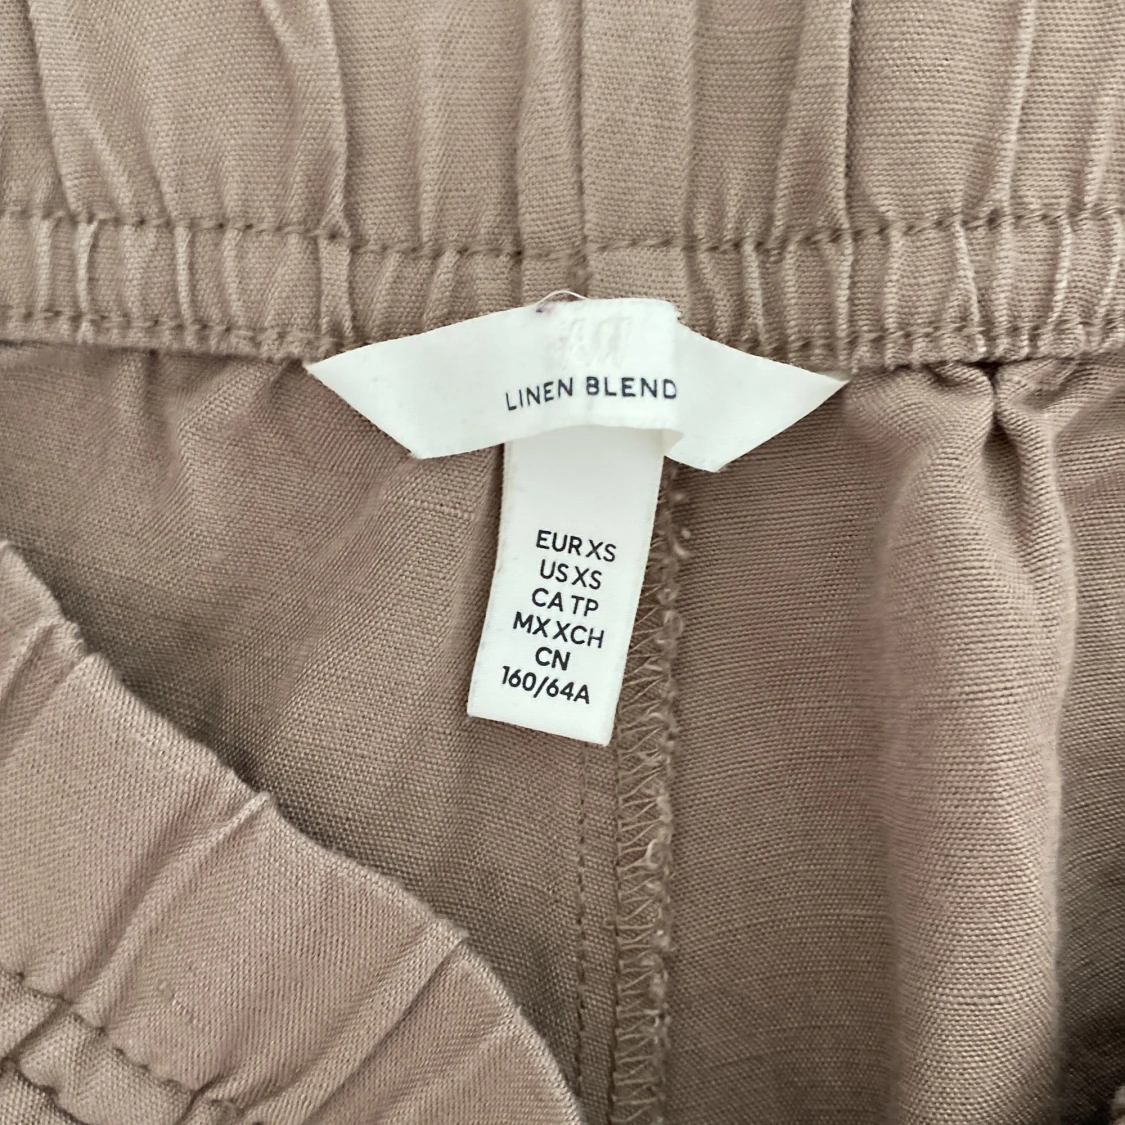 H&M
LINEN BLEND
EUR XS
US XS
CA TP
MX XCH
CN
160/64A